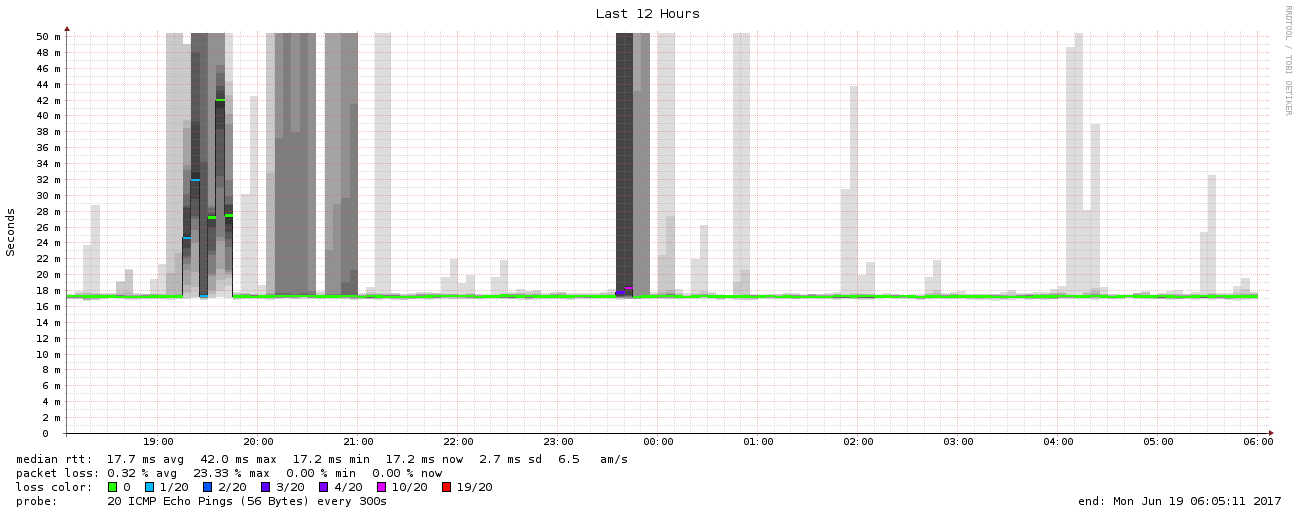 Last 12 Hours
RRDTOOL / TOBI OETIKER
Seconds
50 m
48 m
46 m
44 m
42 m
40 m
38 m
36 m
34 m
32 m
30 m
28 m
26 m
24 m
22 m
20 m
18 m
16 m
14 m
12 m
10 m
8 m
6 m
4 m
2 m
0
19:00 20:00 21:00 22:00 23:00 00:00 01:00 02:00 03:00 04:00 05:00 06:00
median rtt: 17.7 ms avg 42.0 ms max 17.2 ms min 17.2 ms now 2.7 ms sd 6.5 am/s
packet loss: 0.32 % avg 23.33 % max 0.00 % min 0.00 % now
loss color: 0 1/20 2/20 3/20 4/20 10/20 19/20
probe: 20 ICMP Echo Pings (56 Bytes) every 300s end: Mon Jun 19 06:05:11 2017